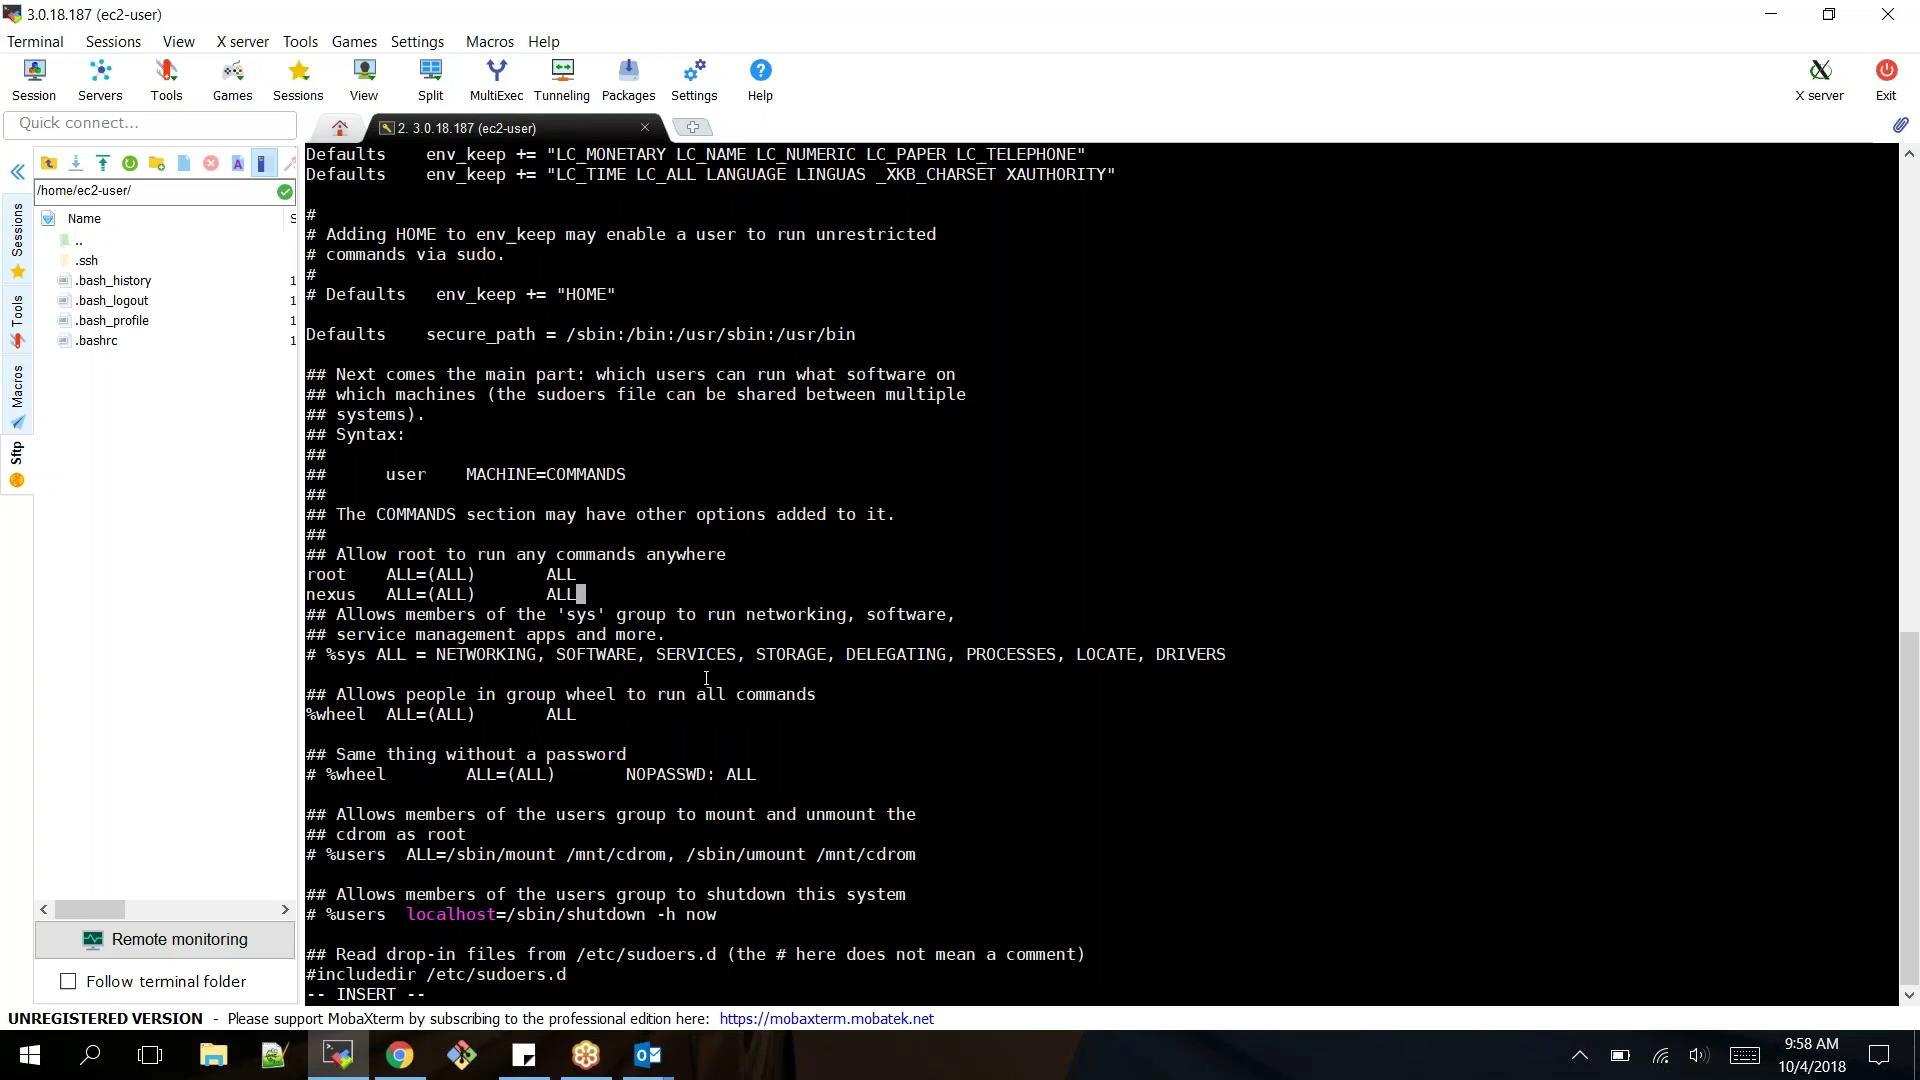 3.0.18.187 (ec2-user)
Terminal Sessions View X server Tools Games Settings Macros Help
Session Servers Tools Games Sessions View Split MultiExec Tunneling Packages Settings Help X server Exit
Quick connect...
2. 3.0.18.187 (ec2-user)
/home/ec2-user/
Name S
..
.ssh
.bash_history 1
.bash_logout 1
.bash_profile 1
.bashrc 1
Sessions
Tools
Macros
Sftp
Remote monitoring
Follow terminal folder
Defaults    env_keep += "LC_MONETARY LC_NAME LC_NUMERIC LC_PAPER LC_TELEPHONE"
Defaults    env_keep += "LC_TIME LC_ALL LANGUAGE LINGUAS _XKB_CHARSET XAUTHORITY"
#
# Adding HOME to env_keep may enable a user to run unrestricted
# commands via sudo.
#
# Defaults   env_keep += "HOME"
Defaults    secure_path = /sbin:/bin:/usr/sbin:/usr/bin
## Next comes the main part: which users can run what software on
## which machines (the sudoers file can be shared between multiple
## systems).
## Syntax:
##
##      user    MACHINE=COMMANDS
##
## The COMMANDS section may have other options added to it.
##
## Allow root to run any commands anywhere
root    ALL=(ALL)       ALL
nexus   ALL=(ALL)       ALL
## Allows members of the 'sys' group to run networking, software,
## service management apps and more.
# %sys ALL = NETWORKING, SOFTWARE, SERVICES, STORAGE, DELEGATING, PROCESSES, LOCATE, DRIVERS
## Allows people in group wheel to run all commands
%wheel  ALL=(ALL)       ALL
## Same thing without a password
# %wheel        ALL=(ALL)       NOPASSWD: ALL
## Allows members of the users group to mount and unmount the
## cdrom as root
# %users  ALL=/sbin/mount /mnt/cdrom, /sbin/umount /mnt/cdrom
## Allows members of the users group to shutdown this system
# %users  localhost=/sbin/shutdown -h now
## Read drop-in files from /etc/sudoers.d (the # here does not mean a comment)
#includedir /etc/sudoers.d
-- INSERT --
UNREGISTERED VERSION - Please support MobaXterm by subscribing to the professional edition here: https://mobaxterm.mobatek.net
9:58 AM
10/4/2018